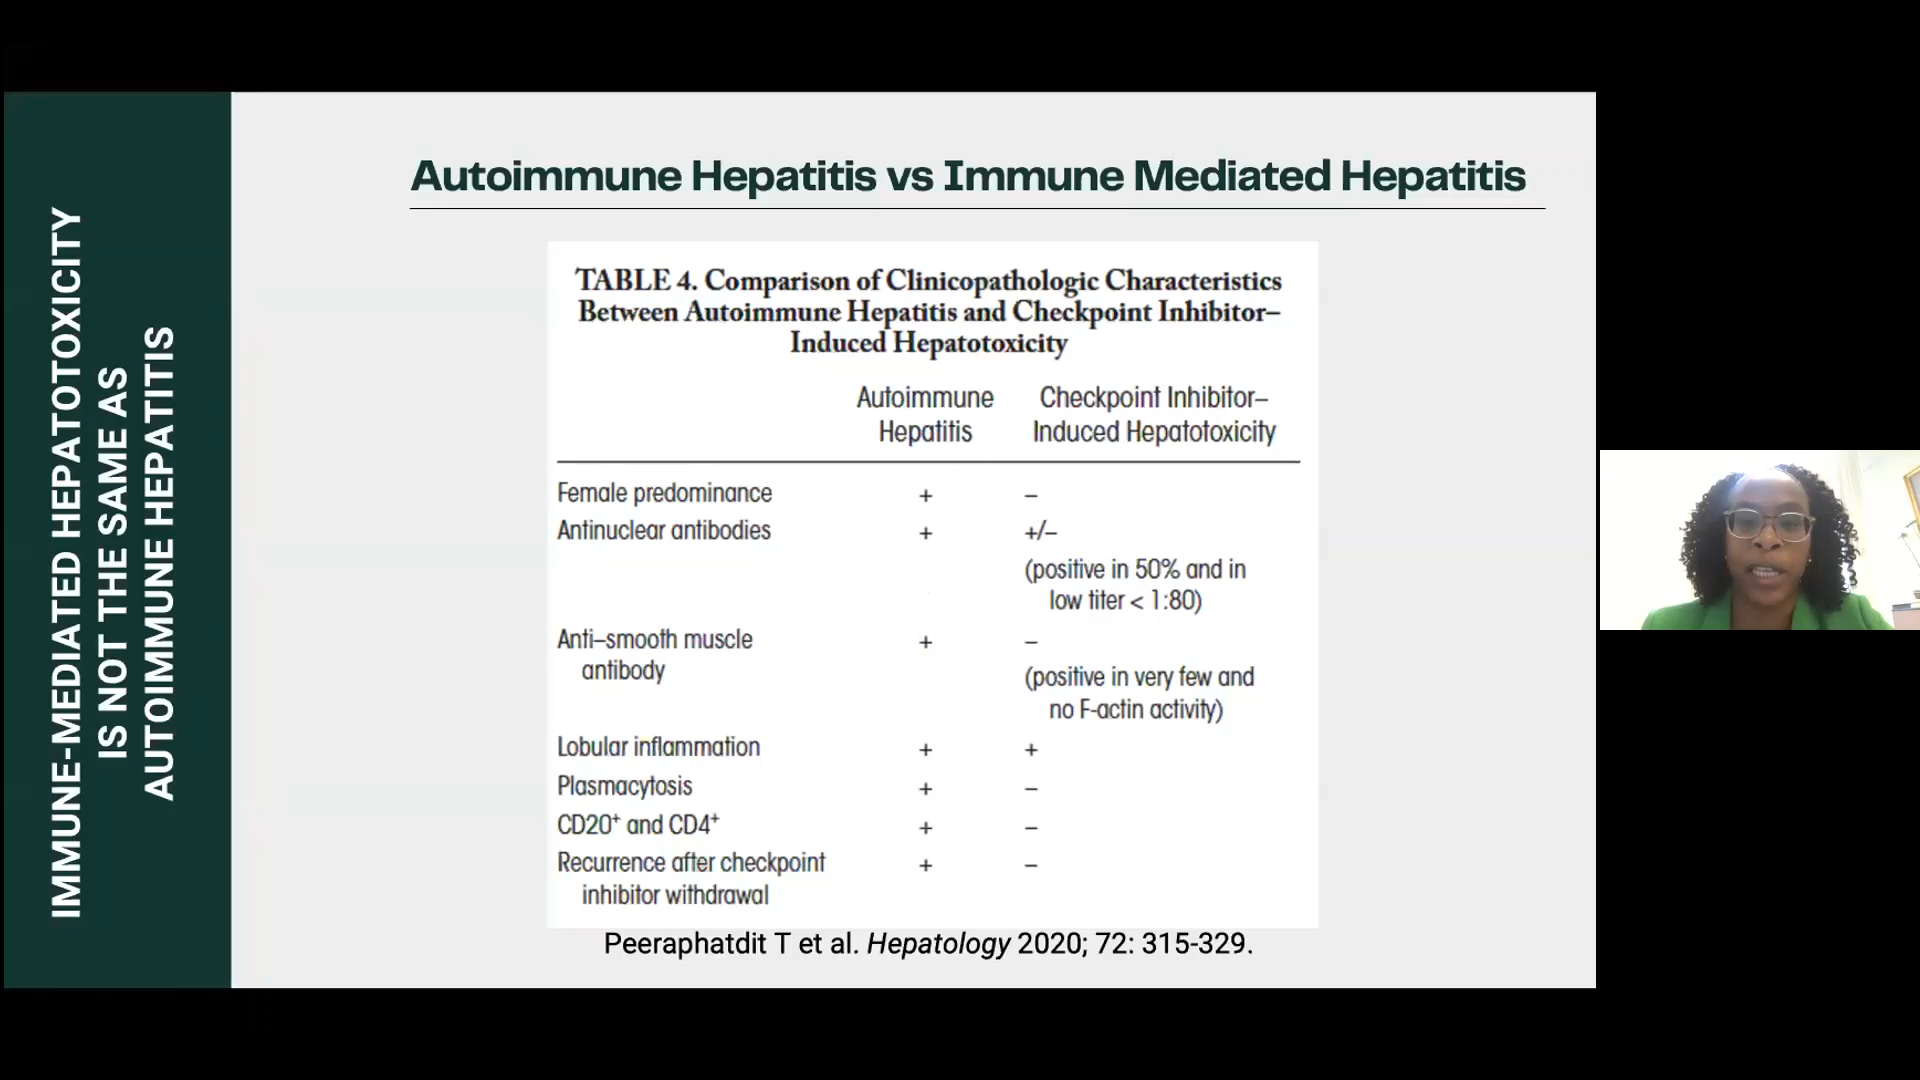 IMMUNE-MEDIATED HEPATOTOXICITY
IS NOT THE SAME AS
AUTOIMMUNE HEPATITIS
Autoimmune Hepatitis vs Immune Mediated Hepatitis
TABLE 4. Comparison of Clinicopathologic Characteristics
Between Autoimmune Hepatitis and Checkpoint Inhibitor–
Induced Hepatotoxicity
Autoimmune Checkpoint Inhibitor–
Hepatitis Induced Hepatotoxicity
Female predominance + –
Antinuclear antibodies + +/–
(positive in 50% and in
low titer < 1:80)
Anti–smooth muscle + –
antibody (positive in very few and
no F-actin activity)
Lobular inflammation + +
Plasmacytosis + –
CD20⁺ and CD4⁺ + –
Recurrence after checkpoint + –
inhibitor withdrawal
Peeraphatdit T et al. Hepatology 2020; 72: 315-329.